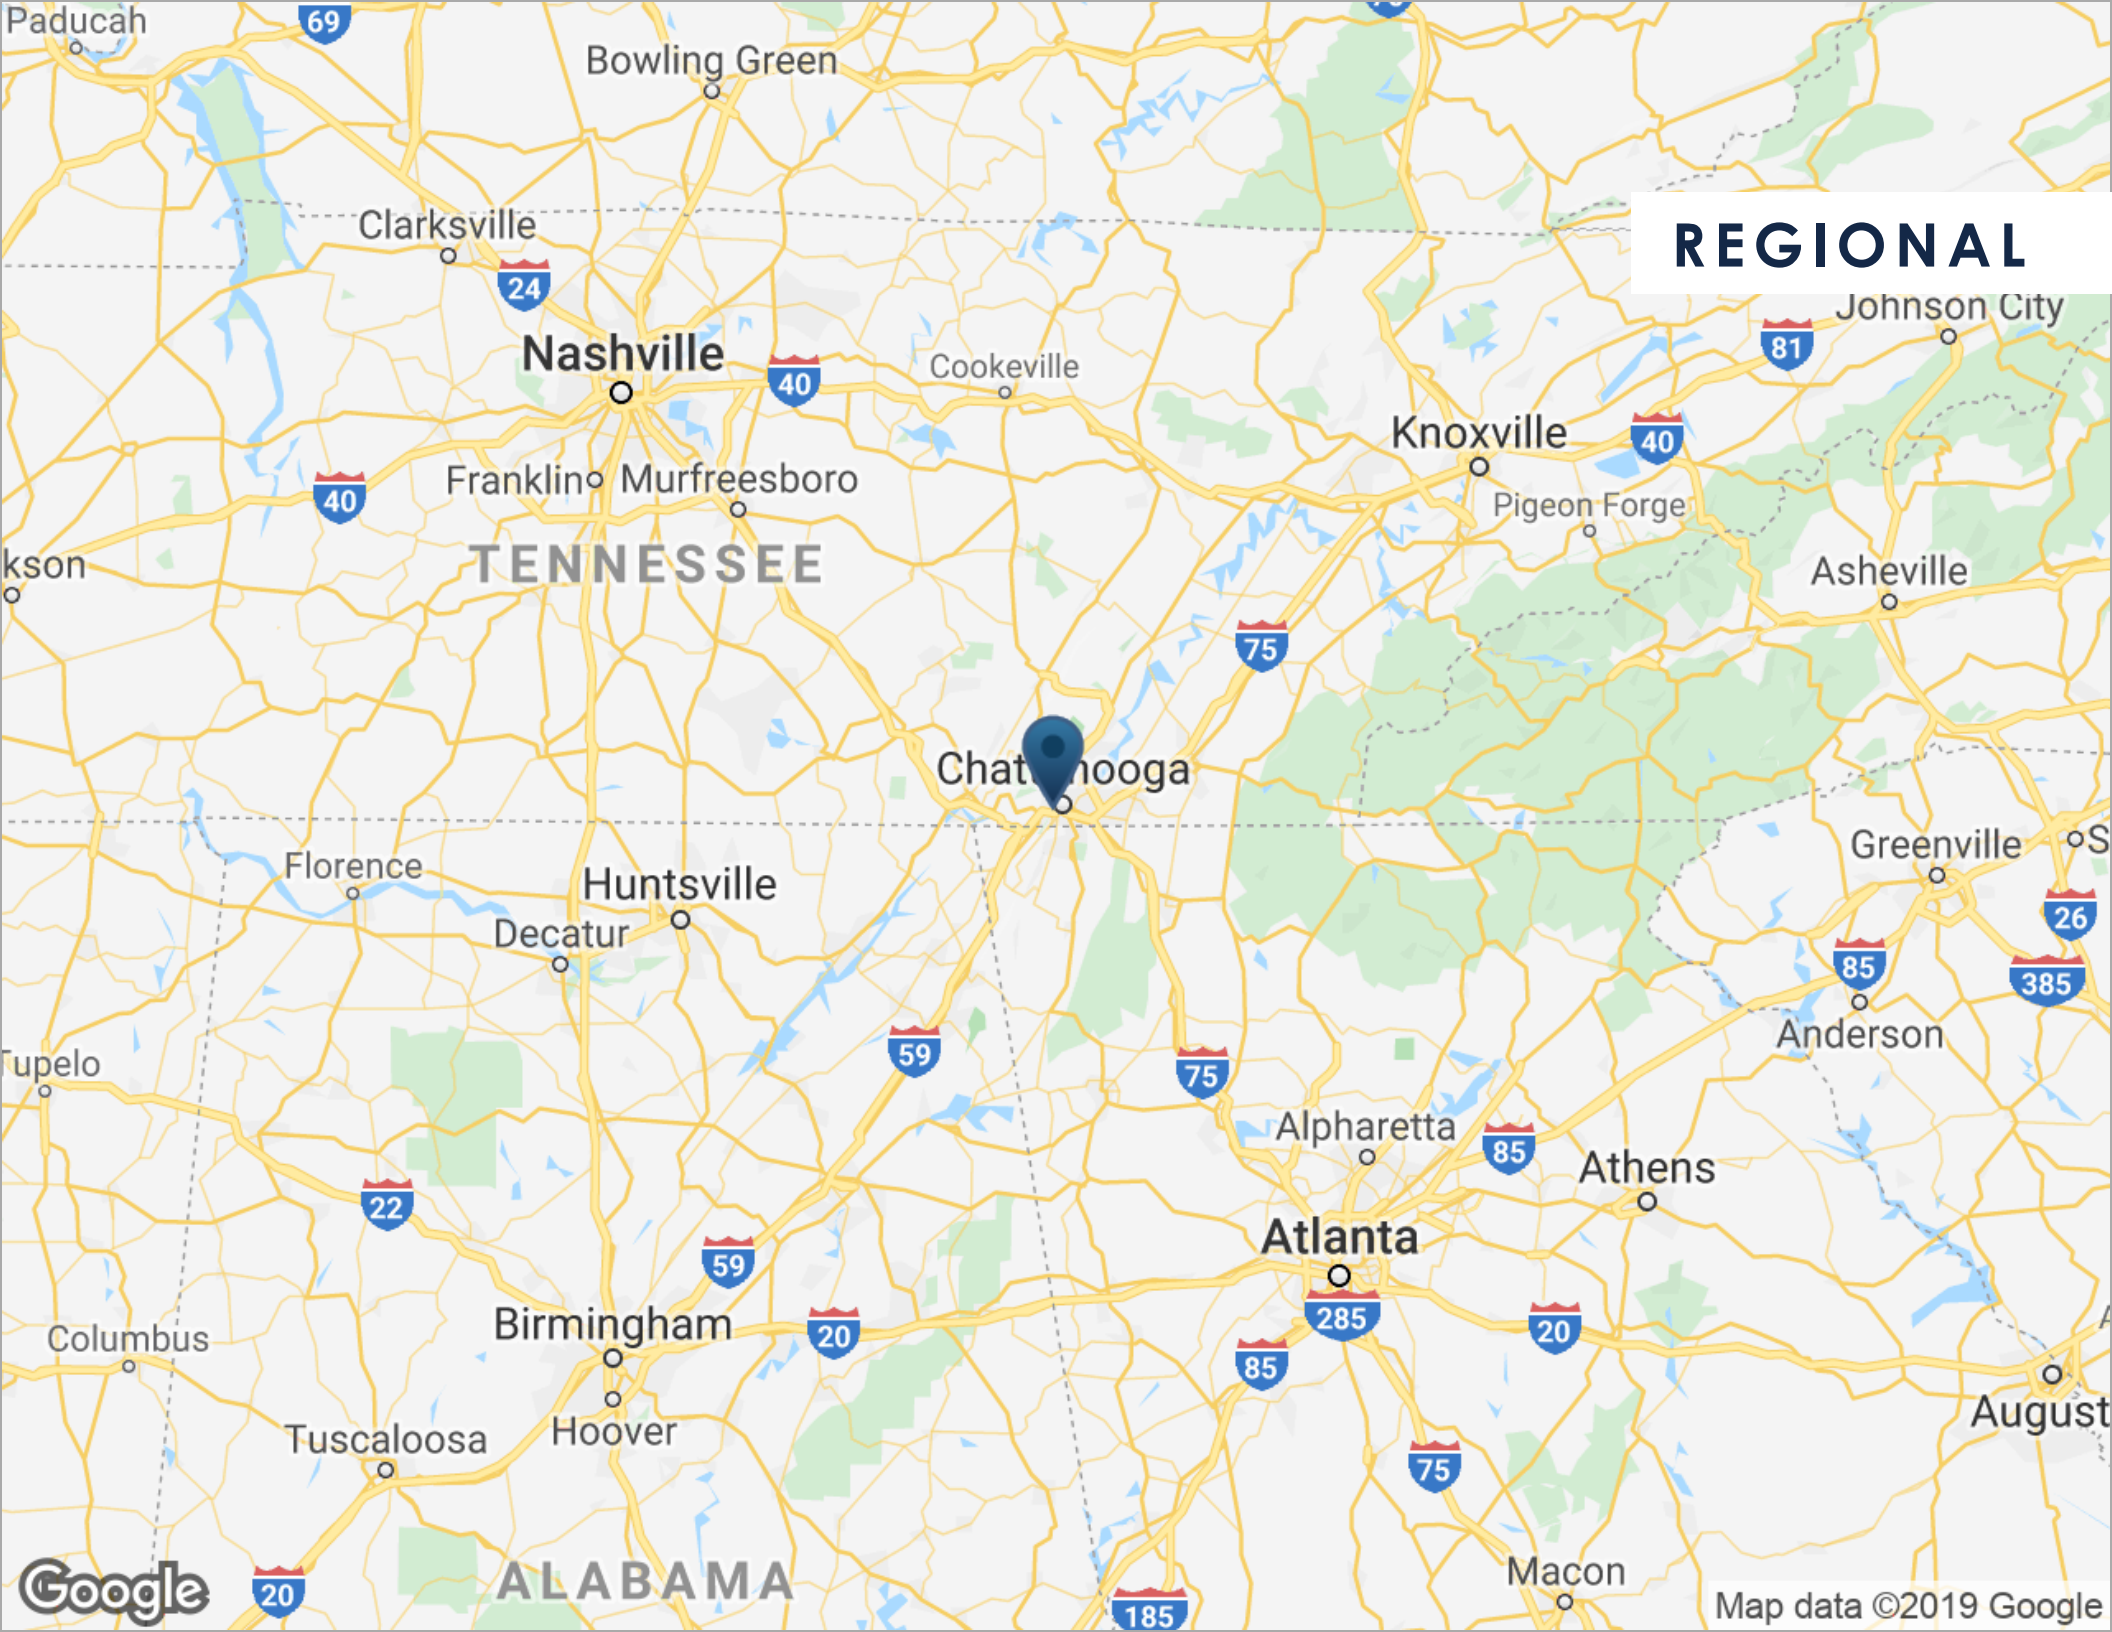 Paducah
69
Bowling Green
Clarksville
24
REGIONAL
Johnson City
Nashville
40
Cookeville
81
Knoxville
40
Franklin
Murfreesboro
40
Pigeon Forge
TENNESSEE
kson
Asheville
75
Chat nooga
Greenville
S
Florence
Huntsville
Decatur
26
85
385
Anderson
Tupelo
59
75
Alpharetta
85
Athens
22
Atlanta
59
285
20
Birmingham
20
Columbus
85
August
Hoover
Tuscaloosa
75
ALABAMA
Macon
Google
20
185
Map data ©2019 Google